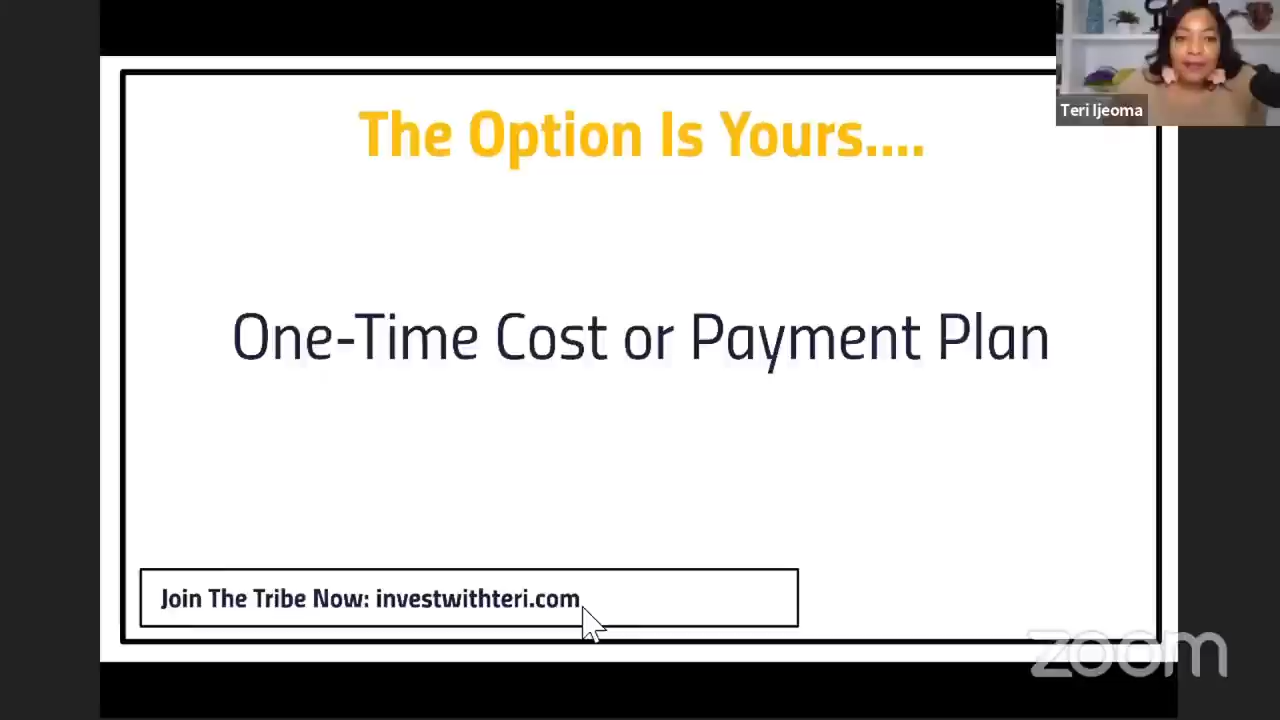 The Option Is Yours....
Teri Ijeoma
One-Time Cost or Payment Plan
Join The Tribe Now: investwithteri.com
zoom